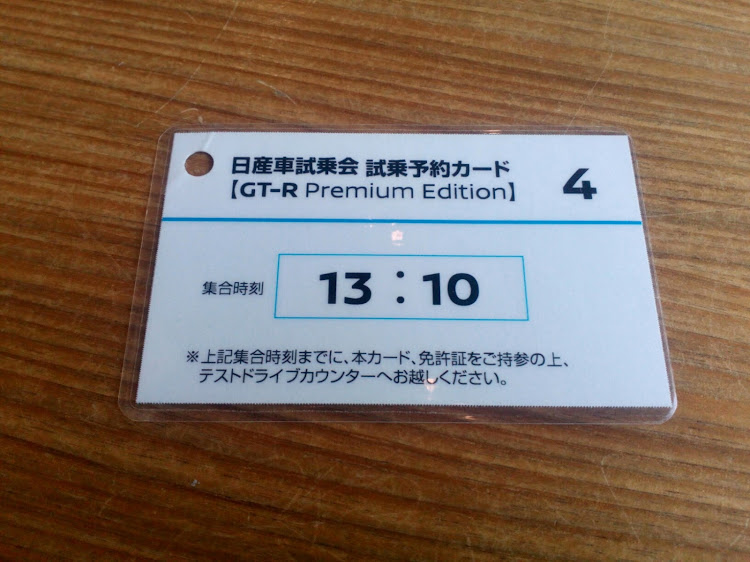 日産車試乗会 試乗予約カード
【GT-R Premium Edition】
4
集合時刻
13:10
※上記集合時刻までに、本カード、免許証をご持参の上、
テストドライブカウンターへお越しください。